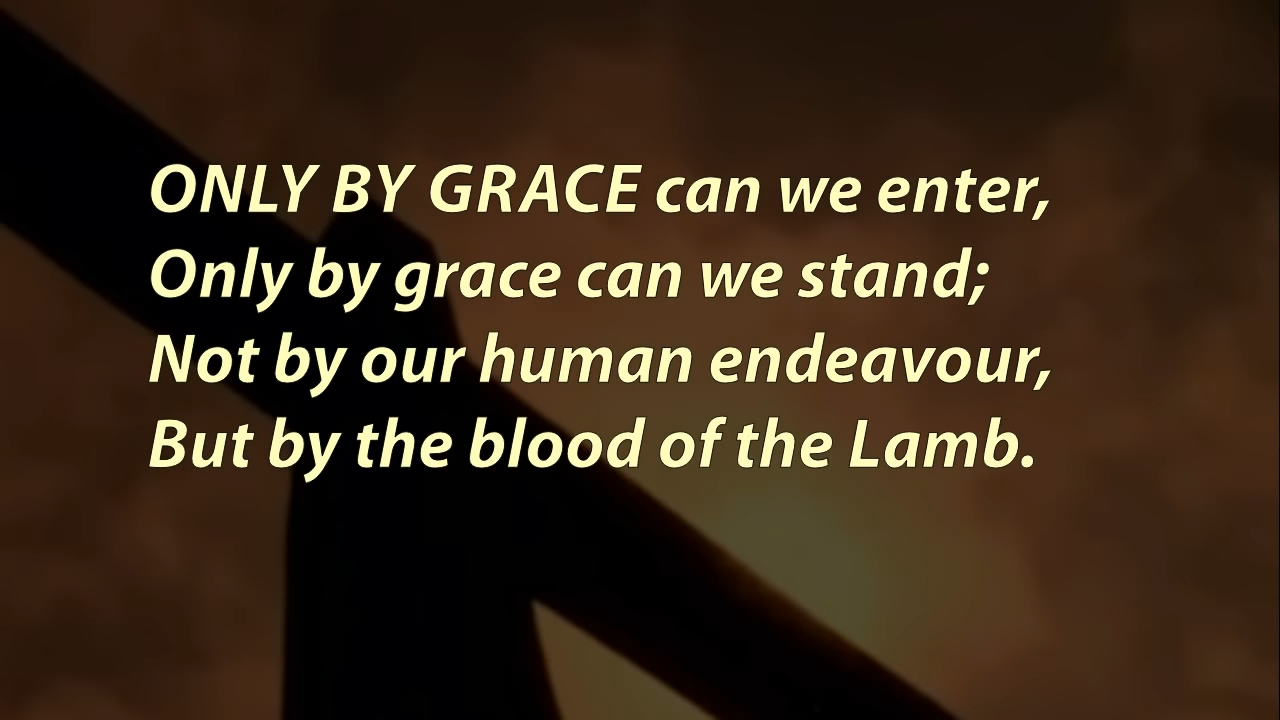 ONLY BY GRACE can we enter,
Only by grace can we stand;
Not by our human endeavour,
But by the blood of the Lamb.